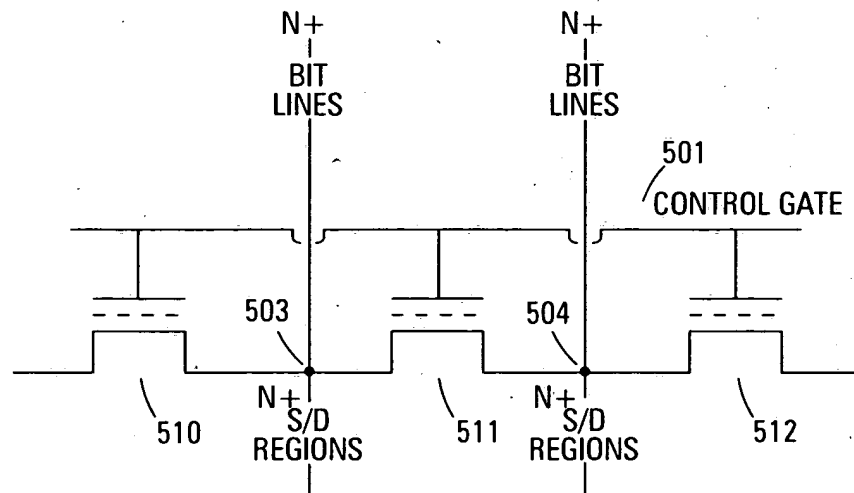 N+
BIT
LINES
N+
BIT
LINES
501
CONTROL GATE
503
504
N+
S/D
REGIONS
N+
S/D
REGIONS
510
511
512